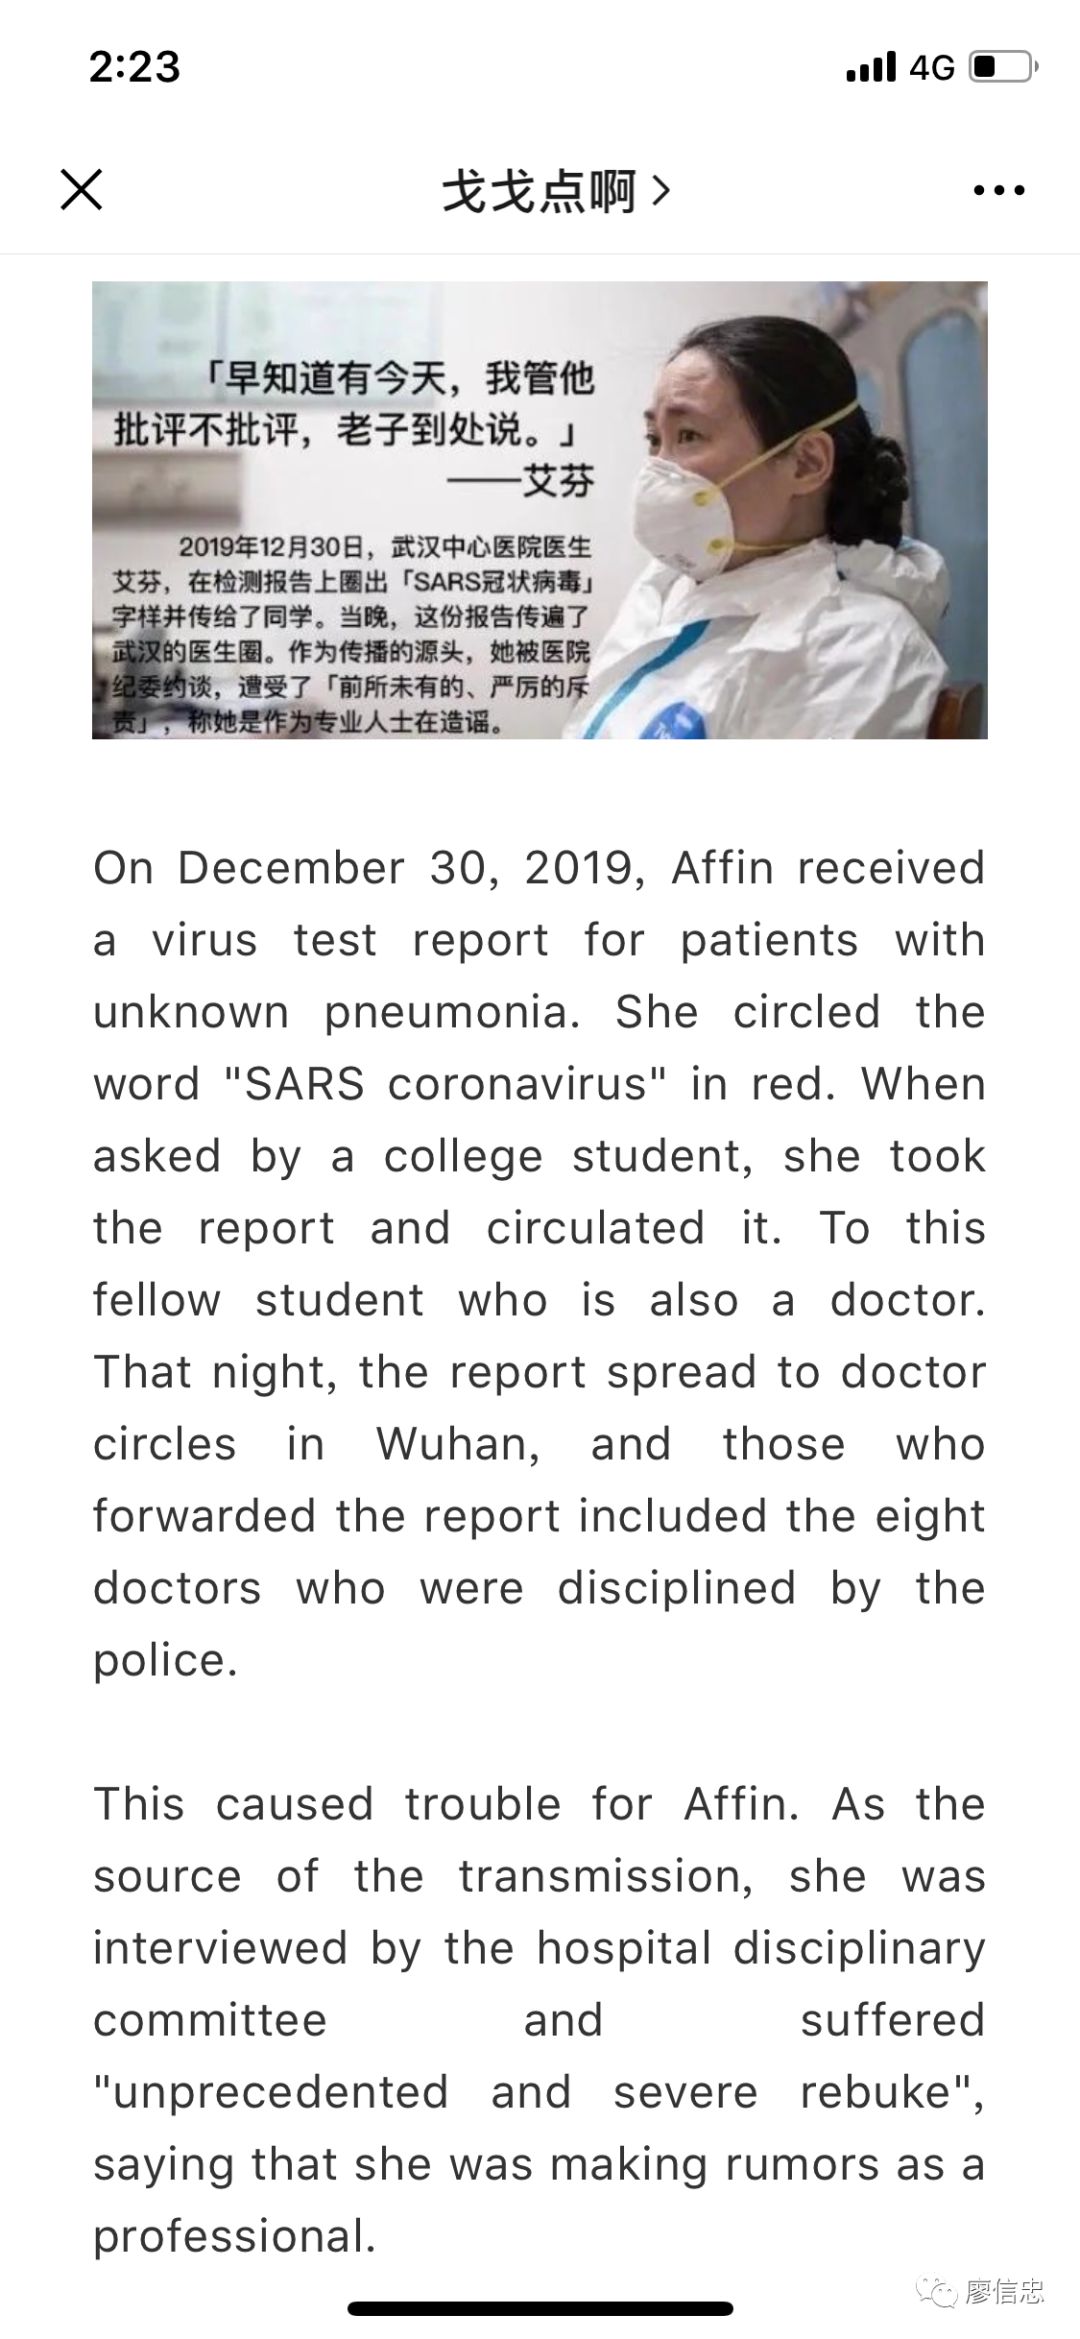 2:23
4G
戈戈点啊
「早知道有今天，我管他
批评不批评，老子到处说。」
——艾芬
2019年12月30日，武汉中心医院医生
艾芬，在检测报告上圈出「SARS冠状病毒」
字样并传给了同学。当晚，这份报告传遍了
武汉的医生圈。作为传播的源头，她被医院
纪委约谈，遭受了「前所未有的、严厉的斥
责」，称她是作为专业人士在造谣。
On December 30, 2019, Affin received
a virus test report for patients with
unknown pneumonia. She circled the
word "SARS coronavirus" in red. When
asked by a college student, she took
the report and circulated it. To this
fellow student who is also a doctor.
That night, the report spread to doctor
circles in Wuhan, and those who
forwarded the report included the eight
doctors who were disciplined by the
police.
This caused trouble for Affin. As the
source of the transmission, she was
interviewed by the hospital disciplinary
committee and suffered
"unprecedented and severe rebuke",
saying that she was making rumors as a
professional.
廖信忠